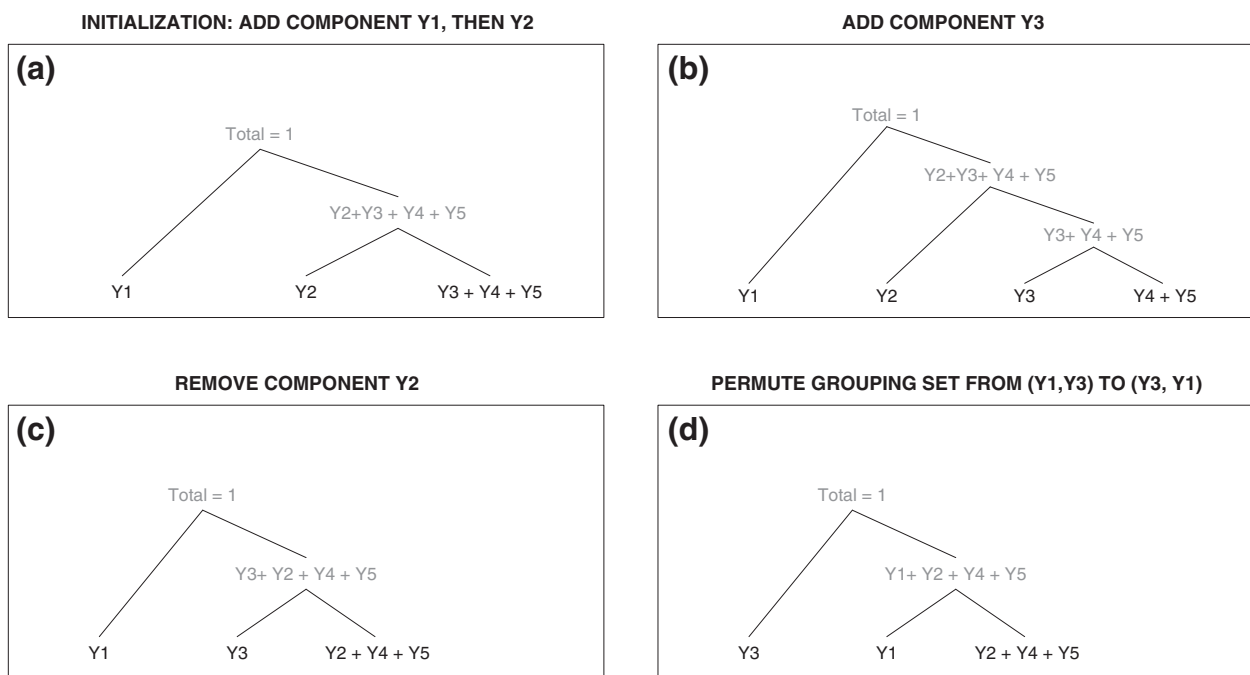 INITIALIZATION: ADD COMPONENT Y1, THEN Y2
(a)
Total = 1
Y2+Y3 + Y4 + Y5
Y1
Y2
Y3 + Y4 + Y5
ADD COMPONENT Y3
(b)
Total = 1
Y2+Y3+ Y4 + Y5
Y3+ Y4 + Y5
Y1
Y2
Y3
Y4 + Y5
REMOVE COMPONENT Y2
(c)
Total = 1
Y3+ Y2 + Y4 + Y5
Y1
Y3
Y2 + Y4 + Y5
PERMUTE GROUPING SET FROM (Y1,Y3) TO (Y3, Y1)
(d)
Total = 1
Y1+ Y2 + Y4 + Y5
Y3
Y1
Y2 + Y4 + Y5